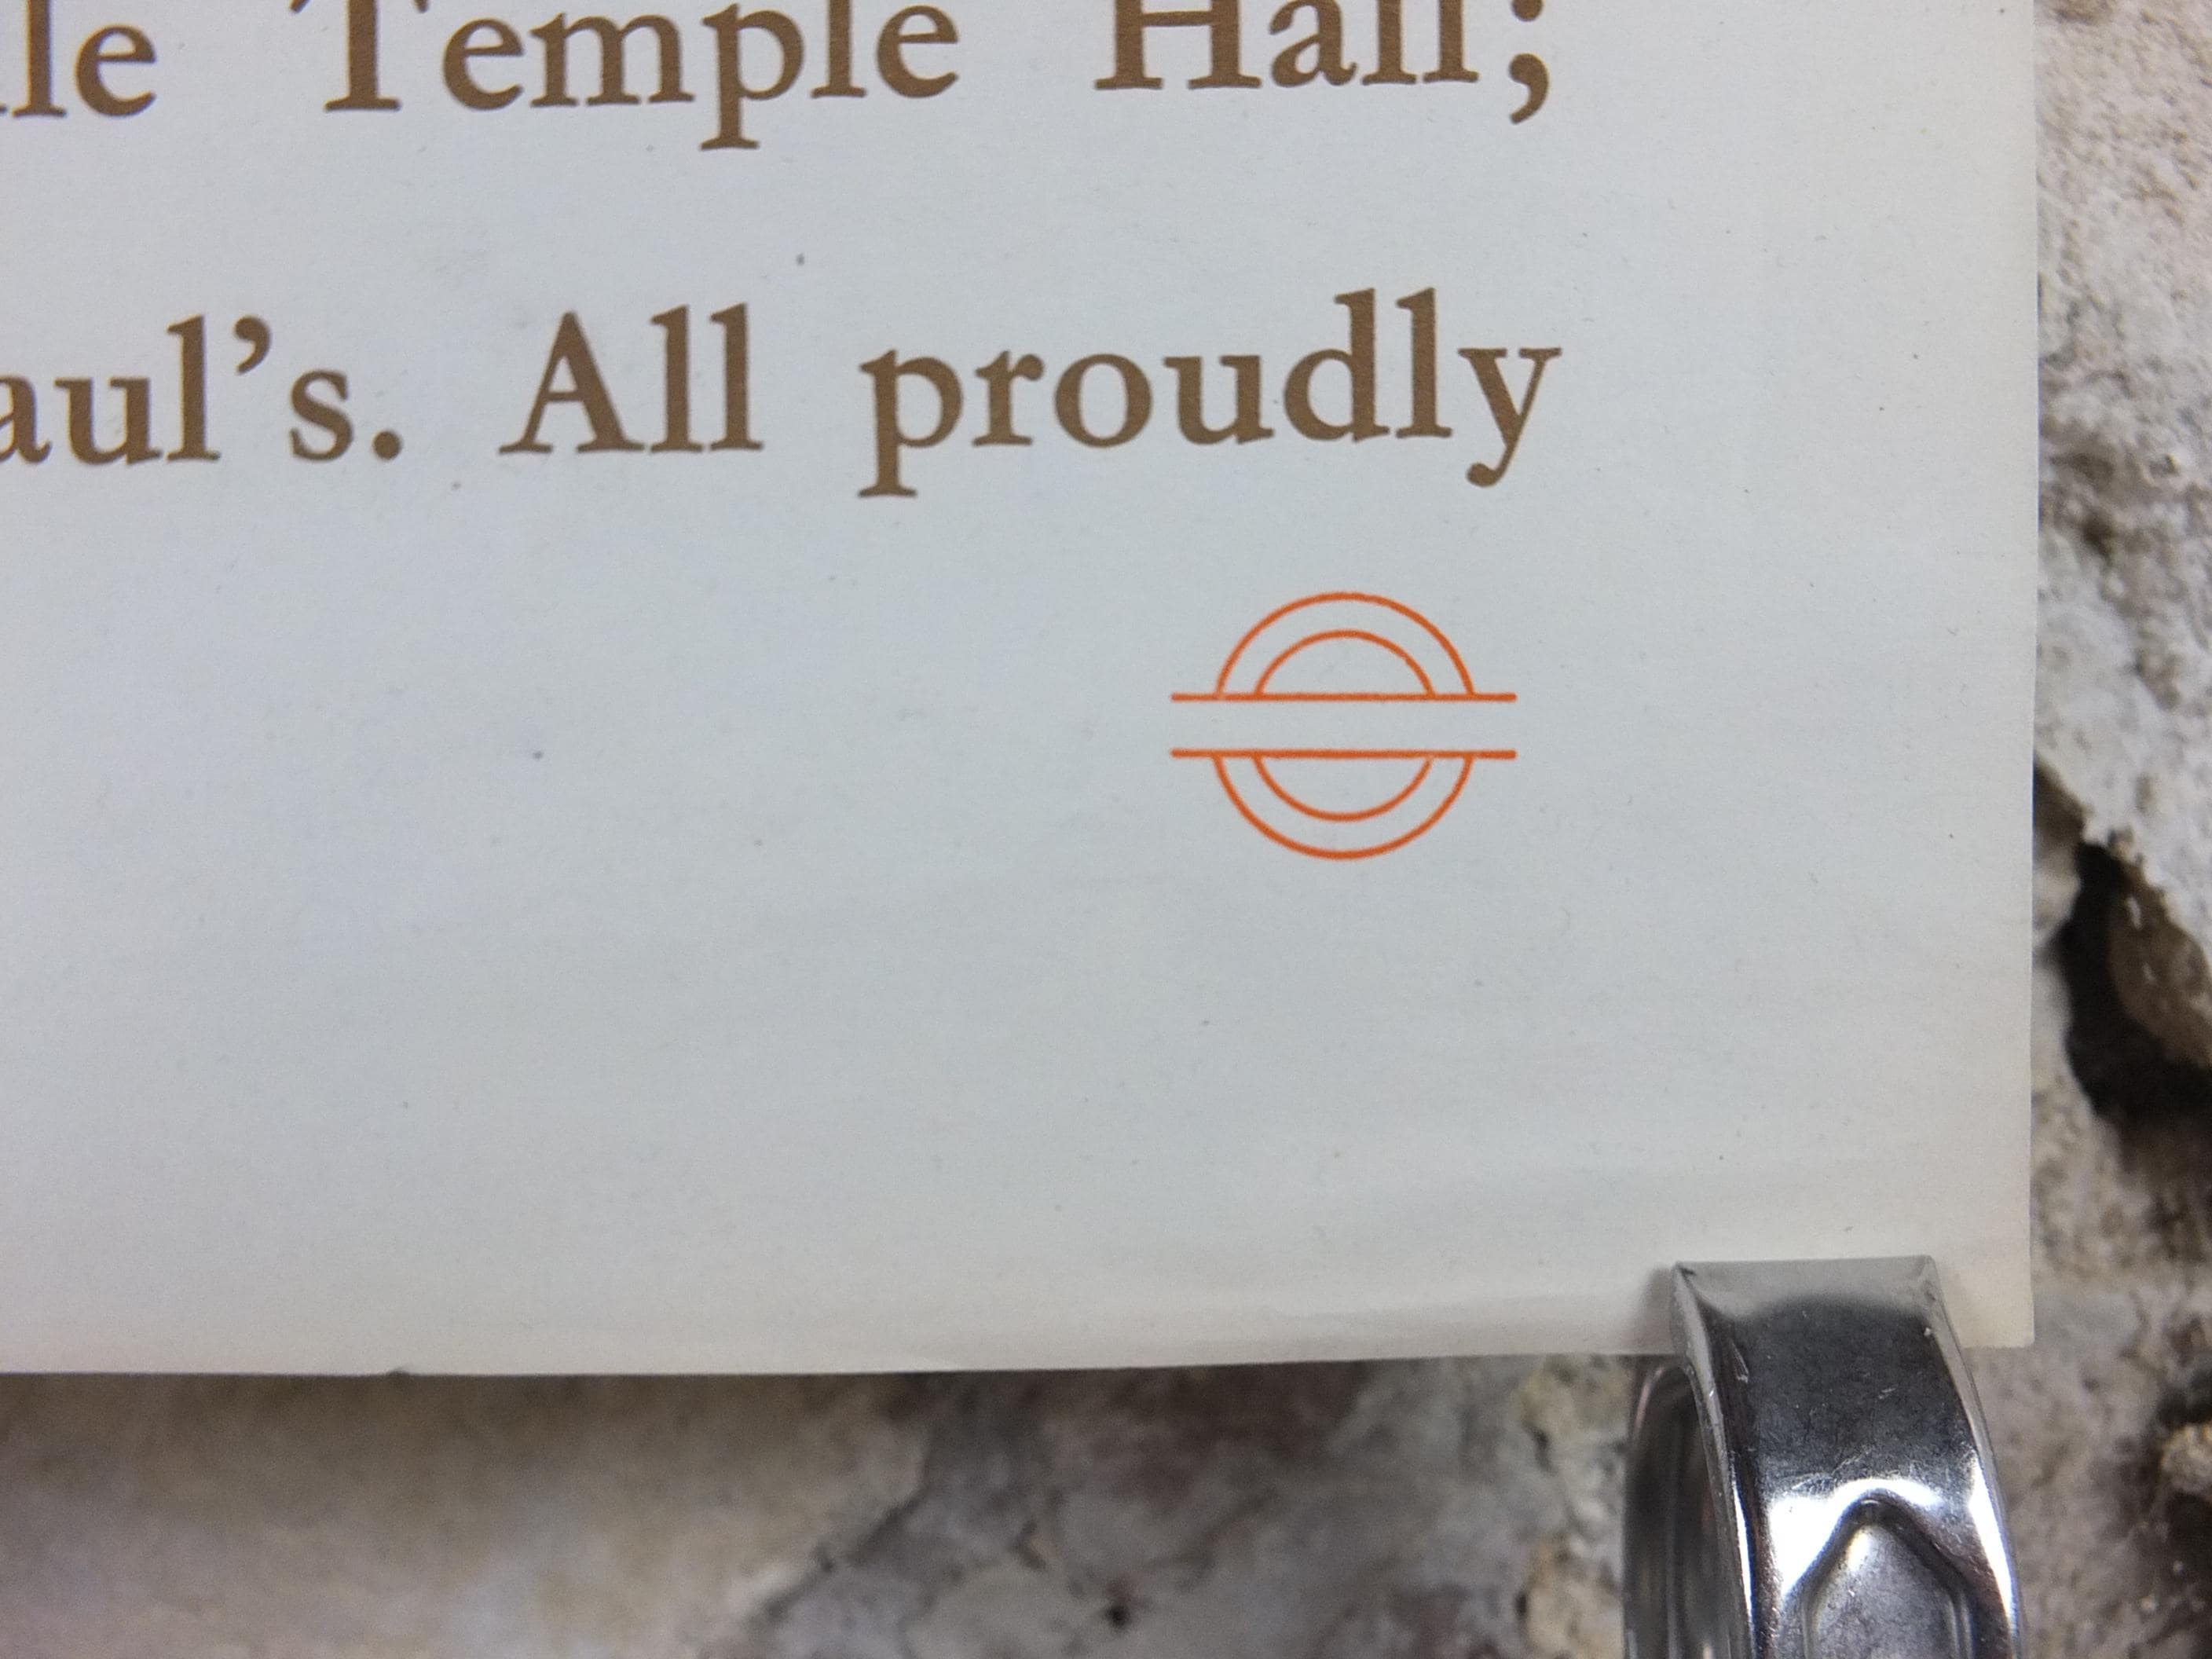 le Temple Hall;
aul's. All proudly